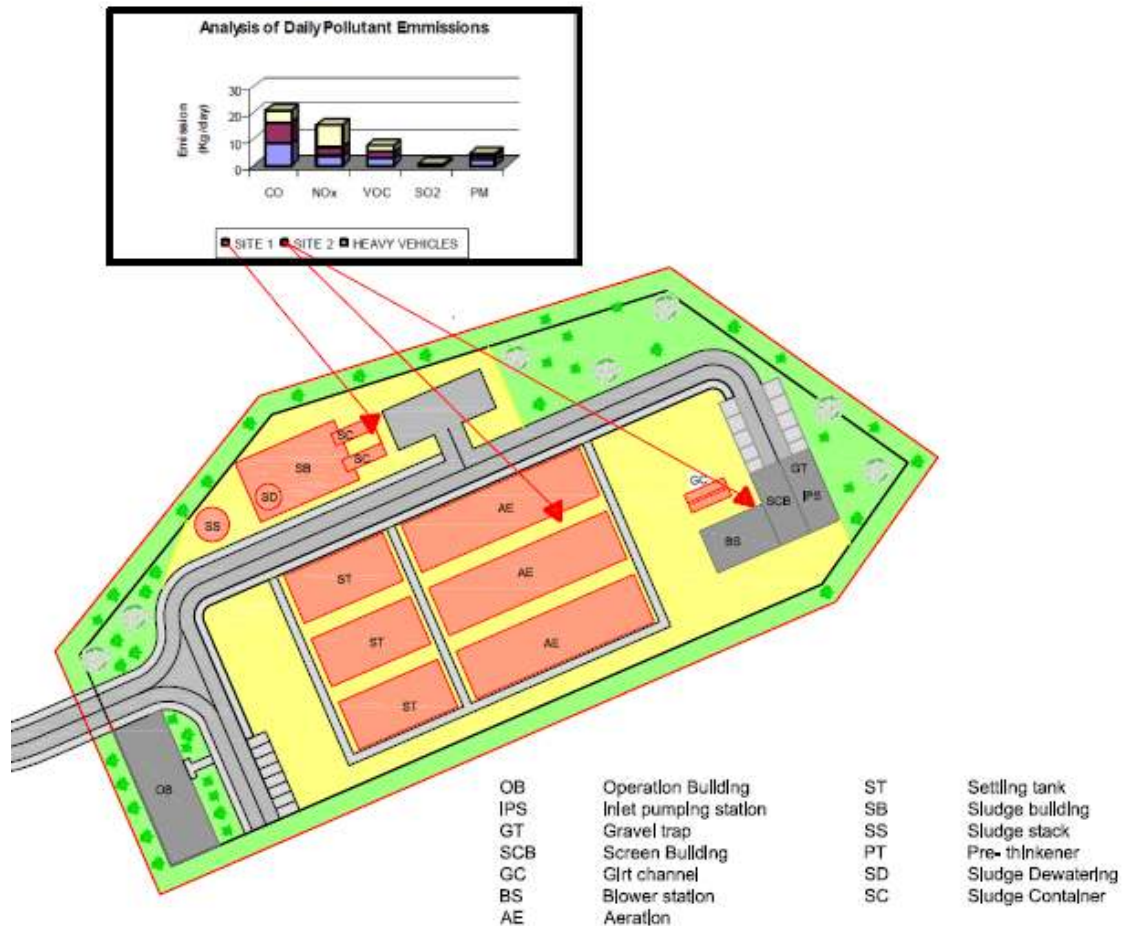 Analysis of Daily Pollutant Emmissions
Emission
(Kg/day)
30
20
10
0
CO NOx VOC SO2 PM
SITE 1 SITE 2 HEAVY VEHICLES
SC
SC
SB
SD
SS
AE
AE
AE
ST
ST
ST
GC
GT
SCB
IPS
BS
OB
OB Operation Building
IPS Inlet pumping station
GT Gravel trap
SCB Screen Building
GC Girt channel
BS Blower station
AE Aeration
ST Settling tank
SB Sludge building
SS Sludge stack
PT Pre- thinkener
SD Sludge Dewatering
SC Sludge Container